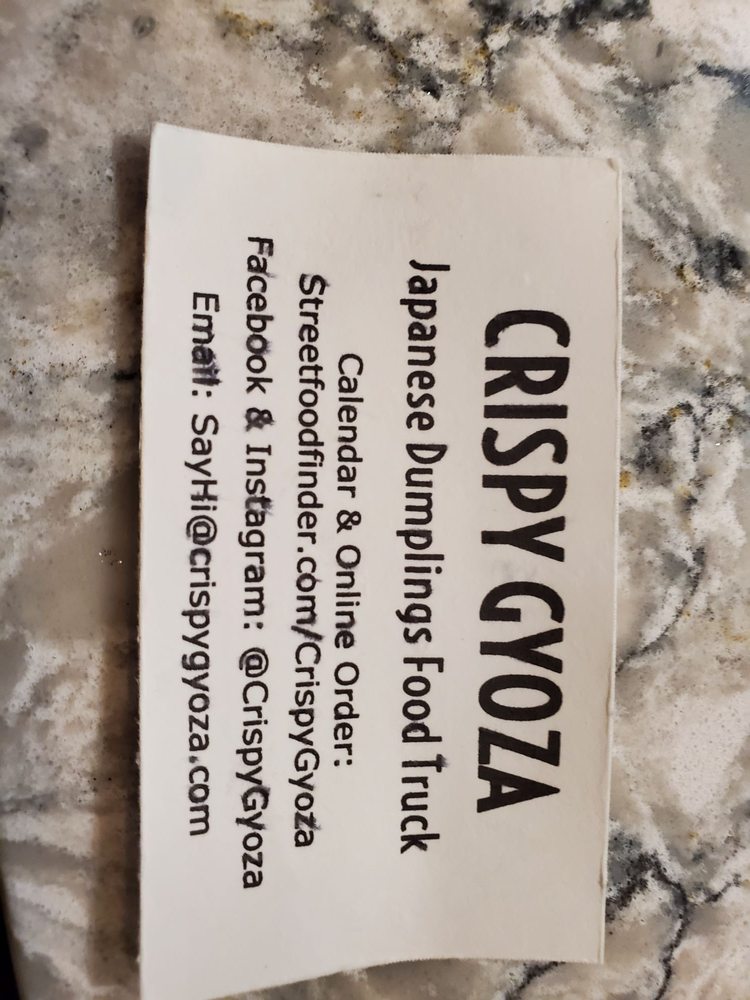 CRISPY GYOZA
Japanese Dumplings Food Truck
Calendar & Online Order:
Streetfoodfinder.com/CrispyGyoza
Facebook & Instagram: @CrispyGyoza
Email: SayHi@crispygyoza.com